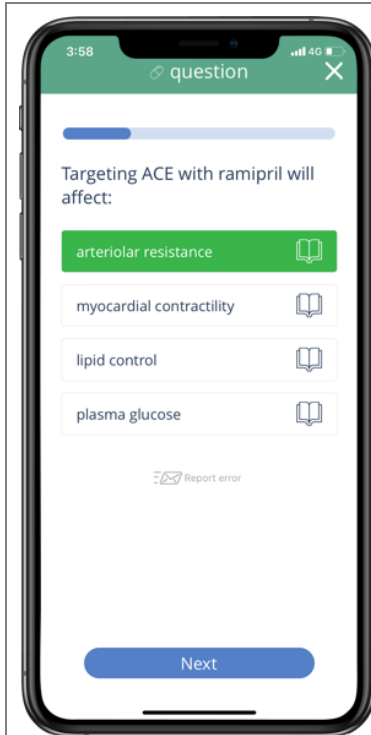 3:58
4G
question
Targeting ACE with ramipril will
affect:
arteriolar resistance
myocardial contractility
lipid control
plasma glucose
Report error
Next